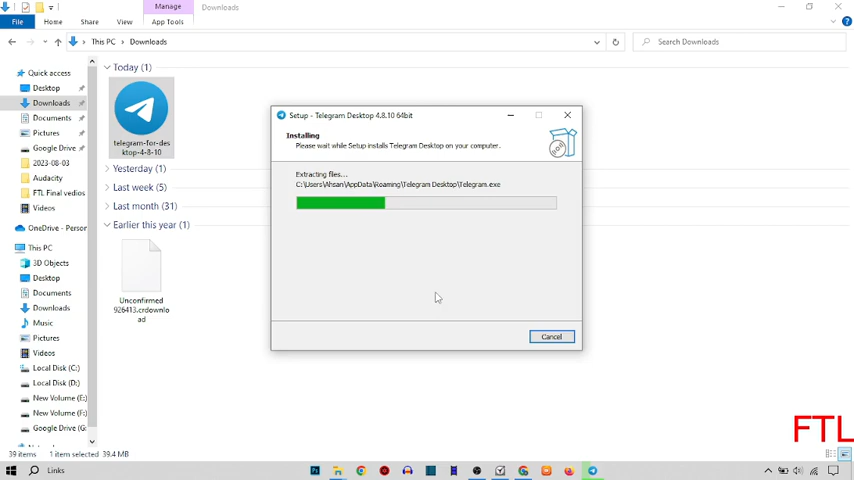 Manage
Downloads
File
Home
Share
View
App Tools
This PC
Downloads
Search Downloads
Quick access
Desktop
Downloads
Documents
Pictures
Google Drive
2023-08-03
Audacity
FTL Final vedios
Videos
OneDrive - Person
This PC
3D Objects
Desktop
Documents
Downloads
Music
Pictures
Videos
Local Disk (C:)
Local Disk (D:)
New Volume (E:)
New Volume (F:)
Google Drive (G:
Today (1)
telegram-for-des
ktop-4-8-10
Yesterday (1)
Last week (5)
Last month (31)
Earlier this year (1)
Unconfirmed
926413.crdownlo
ad
Setup - Telegram Desktop 4.8.10 64bit
Installing
Please wait while Setup installs Telegram Desktop on your computer.
Extracting files...
C:\Users\Ahsan\AppData\Roaming\Telegram Desktop\Telegram.exe
Cancel
FTL
39 items
1 item selected 39.4 MB
Links